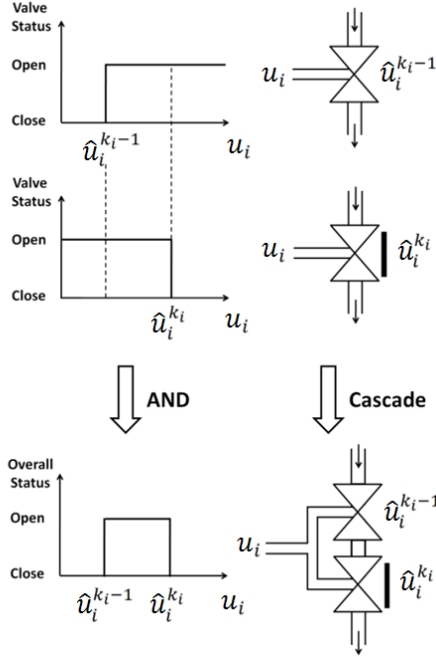 Valve
Status
Open
Close
û_i^{k_i-1}
u_i
u_i
û_i^{k_i-1}
Valve
Status
Open
Close
û_i^{k_i}
u_i
u_i
û_i^{k_i}
AND
Cascade
Overall
Status
Open
Close
û_i^{k_i-1}
û_i^{k_i}
u_i
u_i
û_i^{k_i-1}
û_i^{k_i}